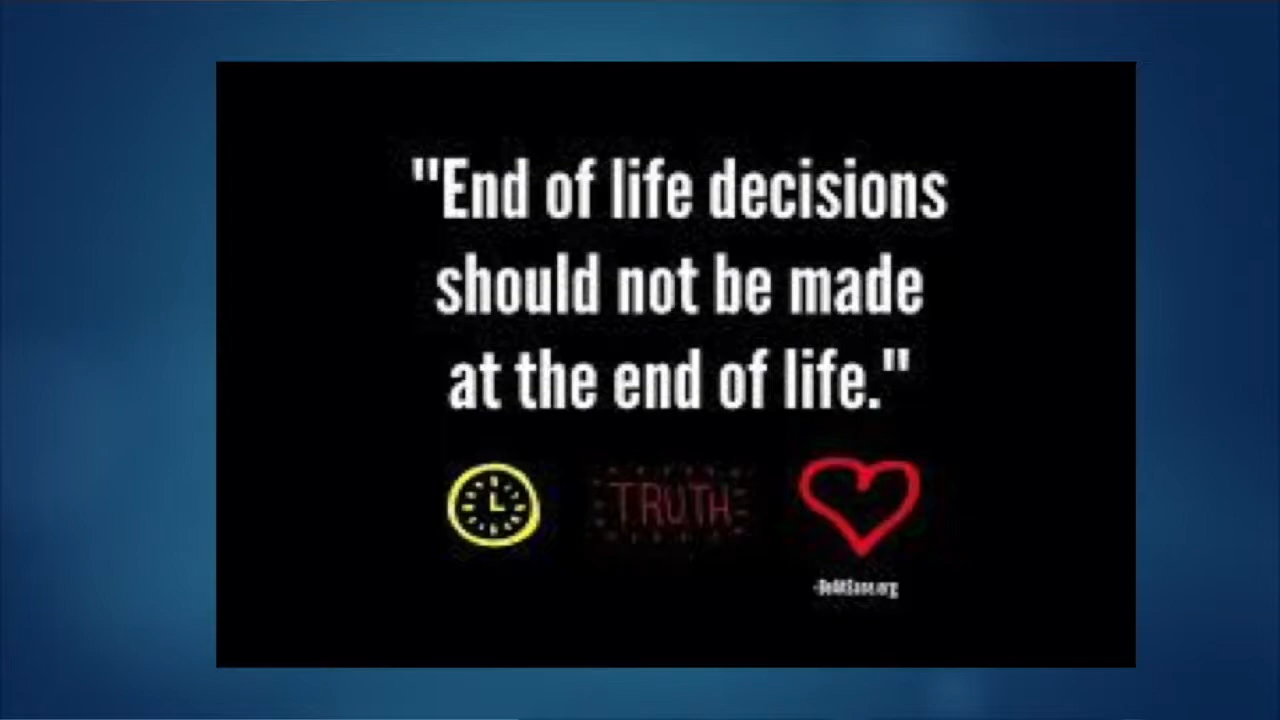 "End of life decisions
should not be made
at the end of life."
TRUTH